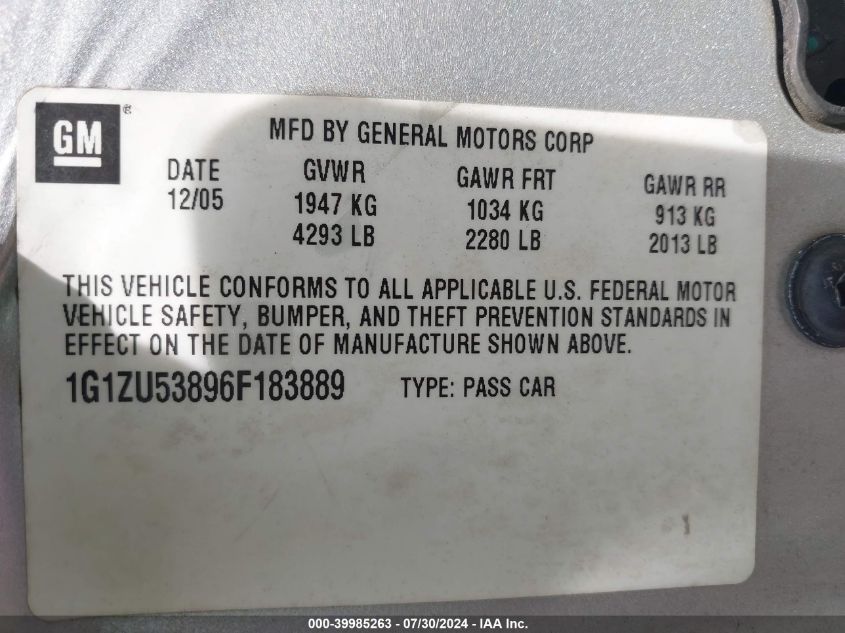 GM ®
MFD BY GENERAL MOTORS CORP
DATE GVWR GAWR FRT GAWR RR
12/05 1947 KG 1034 KG 913 KG
4293 LB 2280 LB 2013 LB
THIS VEHICLE CONFORMS TO ALL APPLICABLE U.S. FEDERAL MOTOR
VEHICLE SAFETY, BUMPER, AND THEFT PREVENTION STANDARDS IN
EFFECT ON THE DATE OF MANUFACTURE SHOWN ABOVE.
1G1ZU53896F183889 TYPE: PASS CAR
1
000-39985263 - 07/30/2024 - IAA Inc.